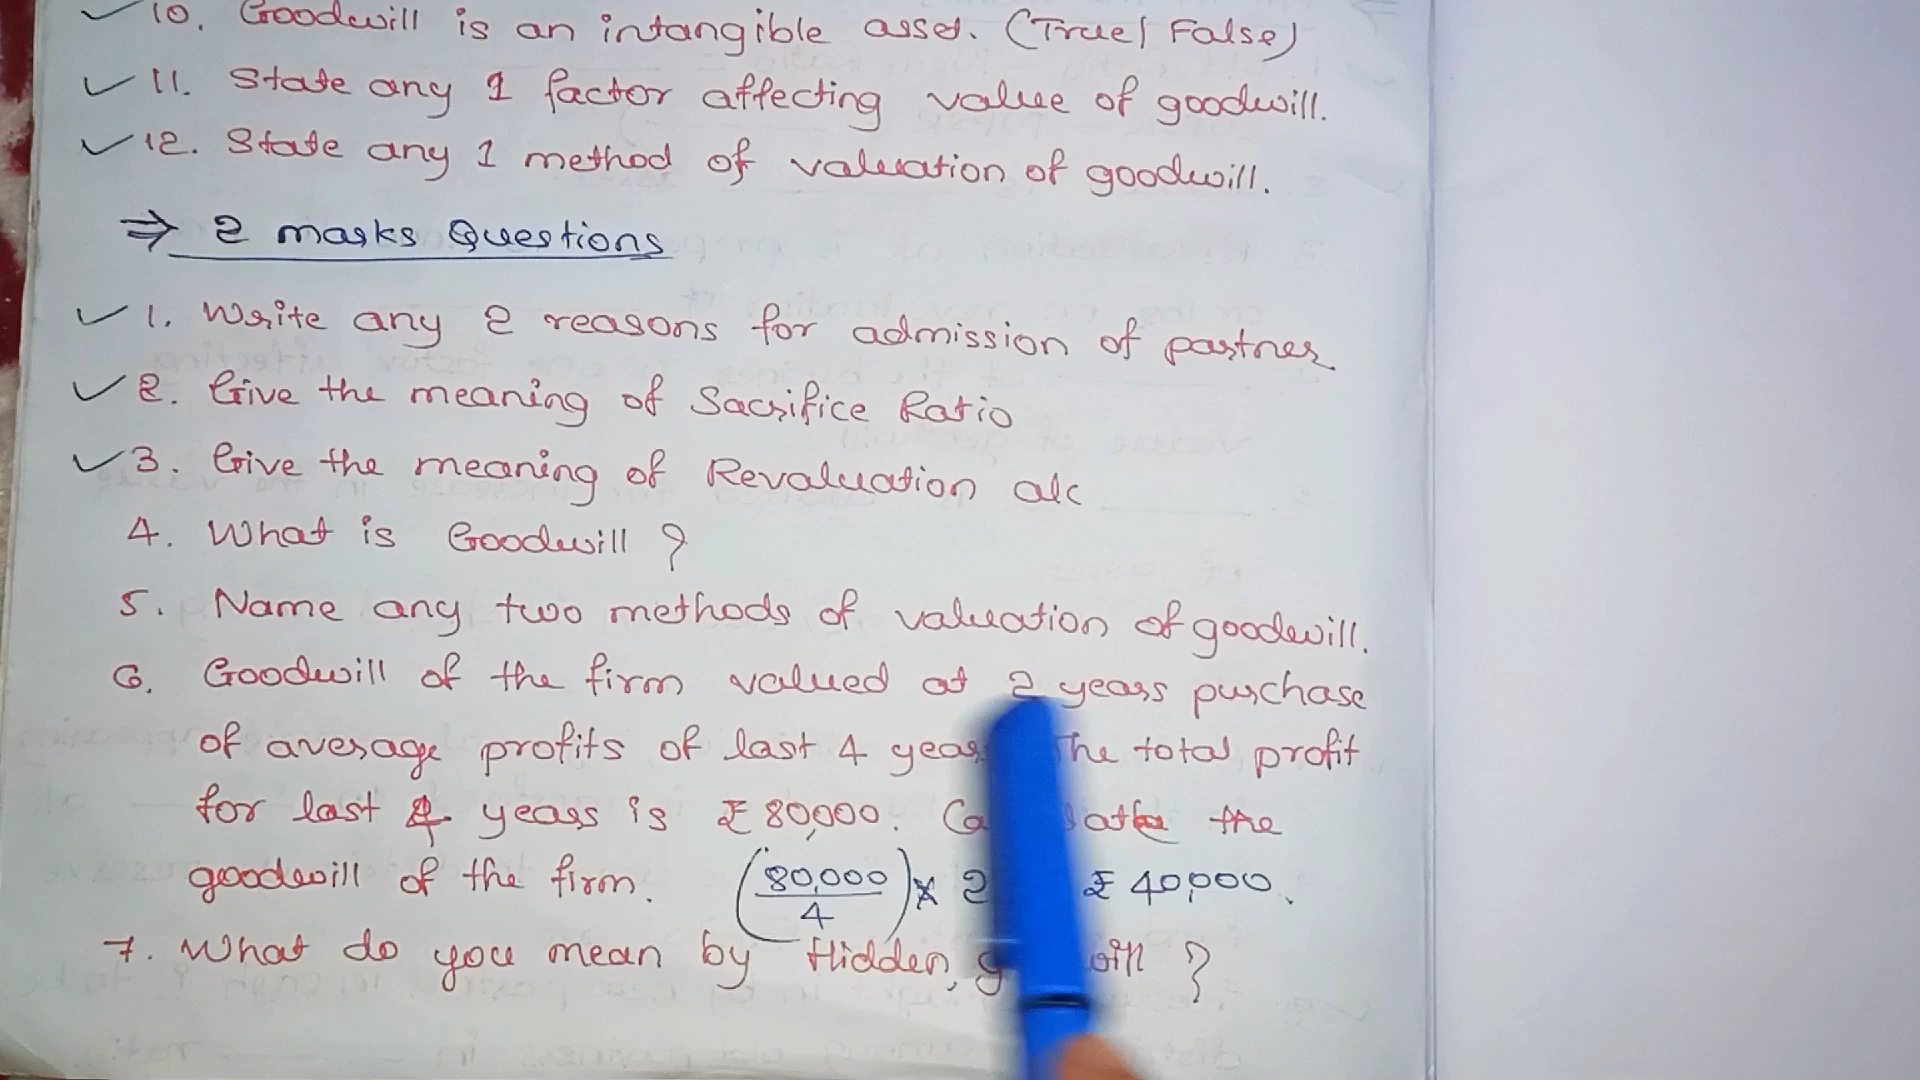 10. Goodwill is an intangible asset. (True/ False)
11. State any 1 factor affecting value of goodwill.
12. State any 1 method of valuation of goodwill.
⇒ 2 marks Questions
1. Write any 2 reasons for admission of partner
2. Give the meaning of Sacrifice Ratio
3. Give the meaning of Revaluation a/c
4. What is Goodwill ?
5. Name any two methods of valuation of goodwill.
6. Goodwill of the firm valued at 2 years purchase
of average profits of last 4 The total profit
for last 4 years is ₹ 80,000. the
goodwill of the firm. (80,000/4) × 2 ₹ 40,000.
7. What do you mean by Hidden ?